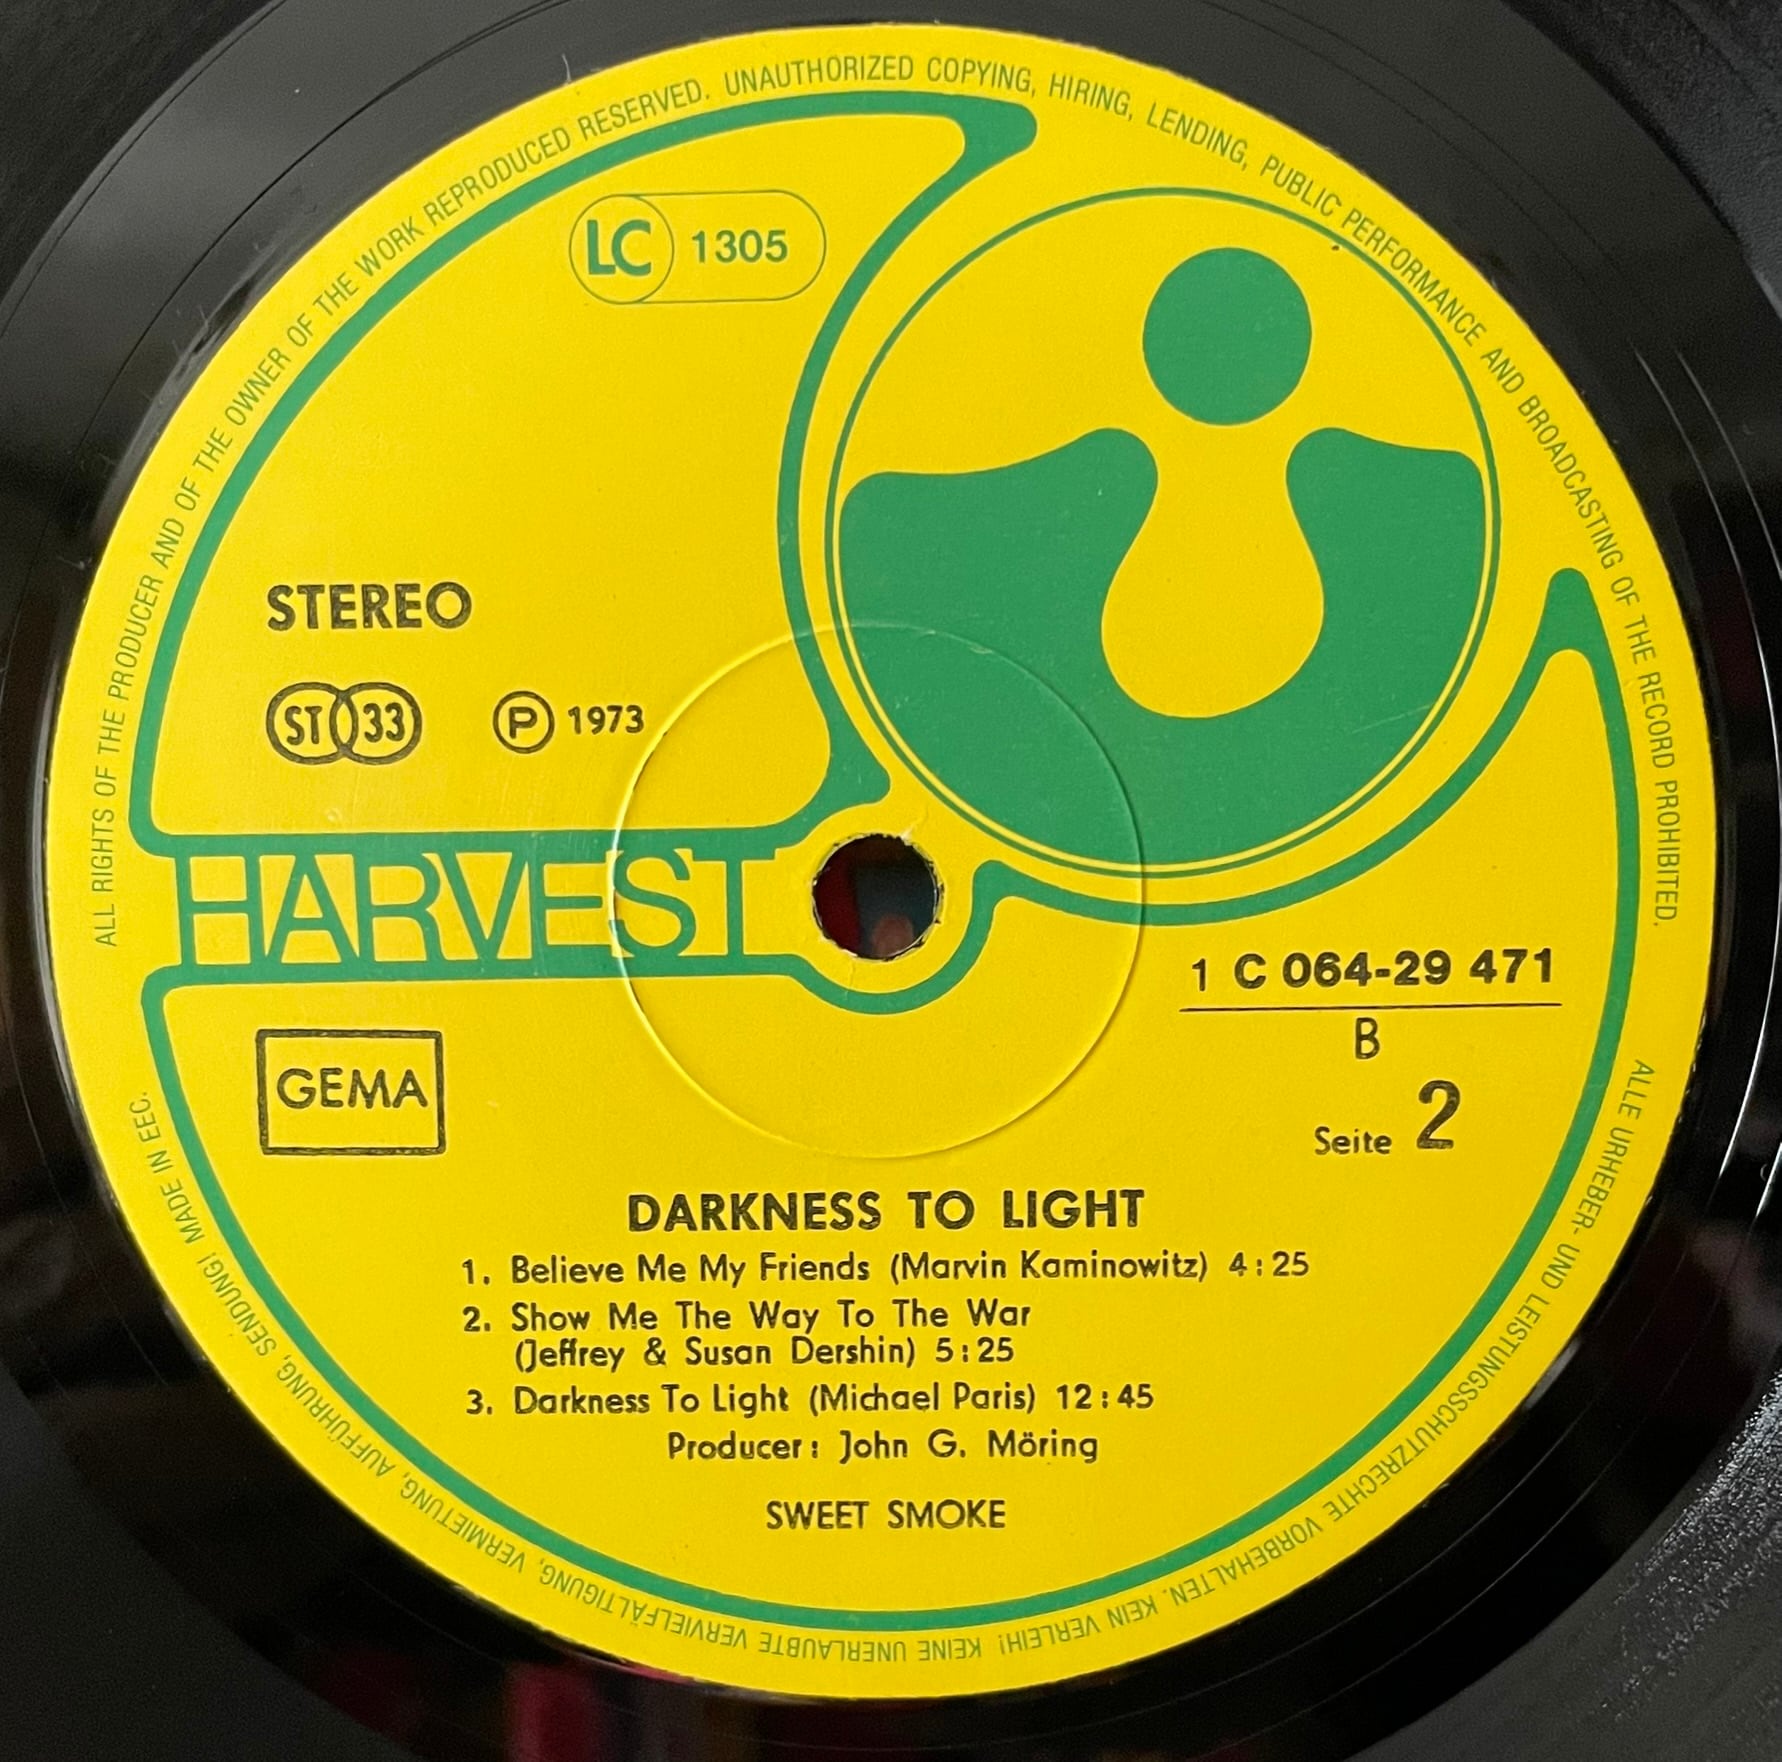 ALL RIGHTS OF THE PRODUCER AND OF THE OWNER OF THE WORK REPRODUCED RESERVED. UNAUTHORIZED COPYING, HIRING, LENDING, PUBLIC PERFORMANCE AND BROADCASTING OF THE RECORD PROHIBITED.
LC 1305
STEREO
ST 33 P 1973
HARVEST
1 C 064-29 471
B
Seite 2
GEMA
DARKNESS TO LIGHT
1. Believe Me My Friends (Marvin Kaminowitz) 4:25
2. Show Me The Way To The War
(Jeffrey & Susan Dershin) 5:25
3. Darkness To Light (Michael Paris) 12:45
Producer: John G. Möring
SWEET SMOKE
ALLE URHEBER- UND LEISTUNGSSCHUTZRECHTE VORBEHALTEN. KEIN VERLEIH! KEINE UNERLAUBTE VERVIELFÄLTIGUNG, VERMIETUNG, AUFFÜHRUNG, SENDUNG! MADE IN EEC.